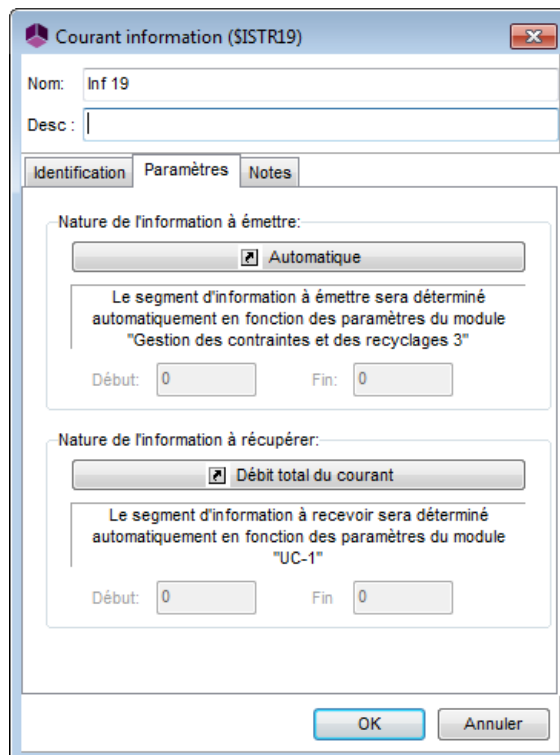 Courant information ($ISTR19)
Nom: Inf 19
Desc :
Identification Paramètres Notes
Nature de l'information à émettre:
Automatique
Le segment d'information à émettre sera déterminé
automatiquement en fonction des paramètres du module
"Gestion des contraintes et des recyclages 3"
Début: 0 Fin: 0
Nature de l'information à récupérer:
Débit total du courant
Le segment d'information à recevoir sera déterminé
automatiquement en fonction des paramètres du module
"UC-1"
Début: 0 Fin 0
OK Annuler